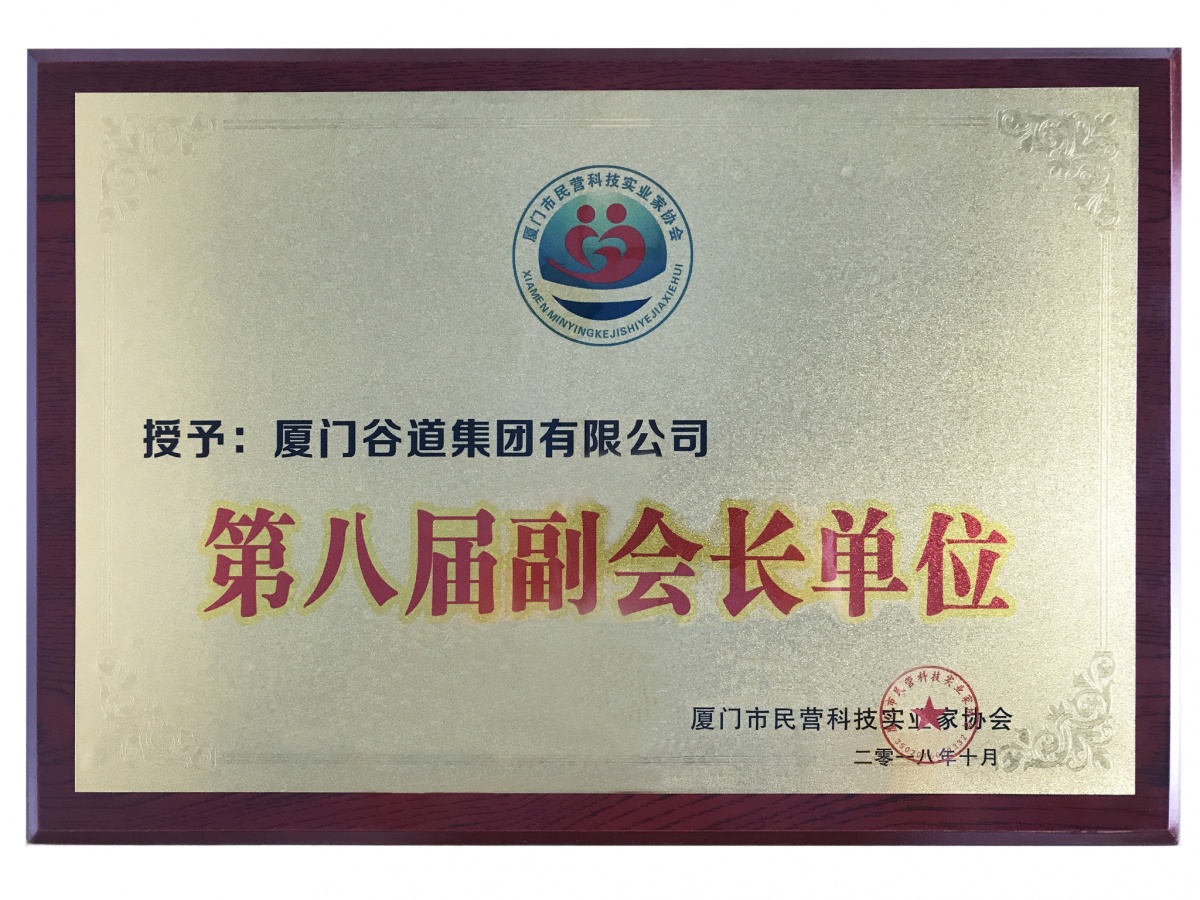 厦门市民营科技实业家协会
XIAMEN MINYINGKEJISHIYEJIAXIEHUI
授予：厦门谷道集团有限公司
第八届副会长单位
厦门市民营科技实业家协会
二零一八年十月